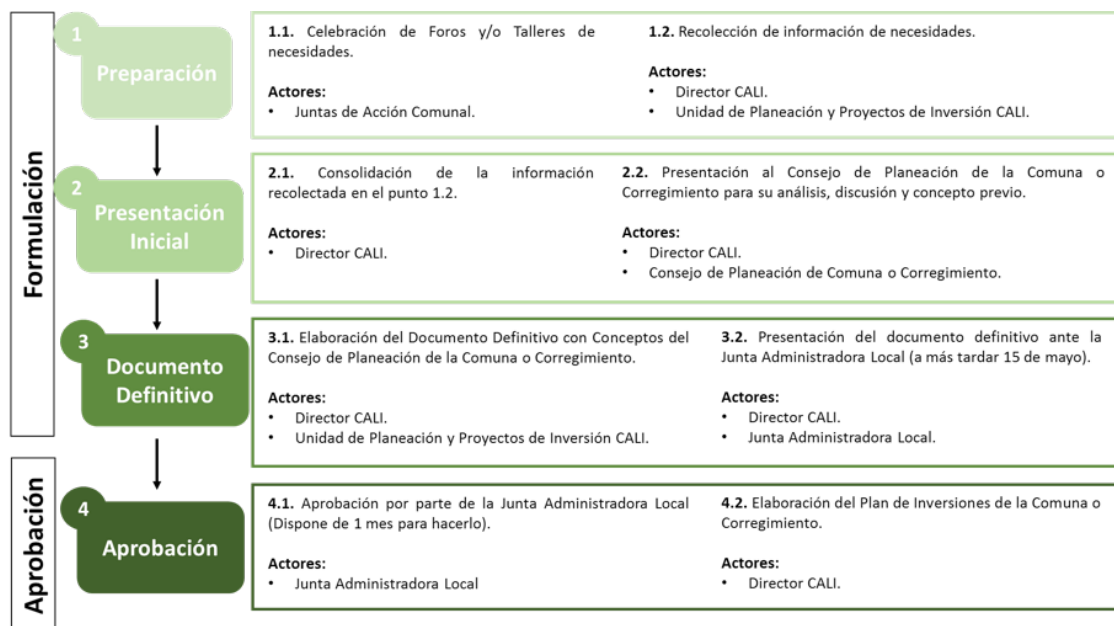 Formulación
1
Preparación
1.1. Celebración de Foros y/o Talleres de
necesidades.
Actores:
• Juntas de Acción Comunal.
1.2. Recolección de información de necesidades.
Actores:
• Director CALI.
• Unidad de Planeación y Proyectos de Inversión CALI.
2
Presentación
Inicial
2.1. Consolidación de la información
recolectada en el punto 1.2.
Actores:
• Director CALI.
2.2. Presentación al Consejo de Planeación de la Comuna o
Corregimiento para su análisis, discusión y concepto previo.
Actores:
• Director CALI.
• Consejo de Planeación de Comuna o Corregimiento.
3
Documento
Definitivo
3.1. Elaboración del Documento Definitivo con Conceptos del
Consejo de Planeación de la Comuna o Corregimiento.
Actores:
• Director CALI.
• Unidad de Planeación y Proyectos de Inversión CALI.
3.2. Presentación del documento definitivo ante la
Junta Administradora Local (a más tardar 15 de mayo).
Actores:
• Director CALI.
• Junta Administradora Local.
Aprobación
4
Aprobación
4.1. Aprobación por parte de la Junta Administradora Local
(Dispone de 1 mes para hacerlo).
Actores:
• Junta Administradora Local
4.2. Elaboración del Plan de Inversiones de la Comuna o
Corregimiento.
Actores:
• Director CALI.